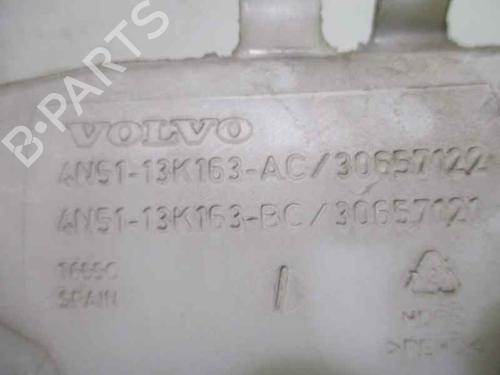 B-PARTS
VOLVO
4N51-13K163-AC/30657122
4N51-13K163-BC/30657121
SPAIN